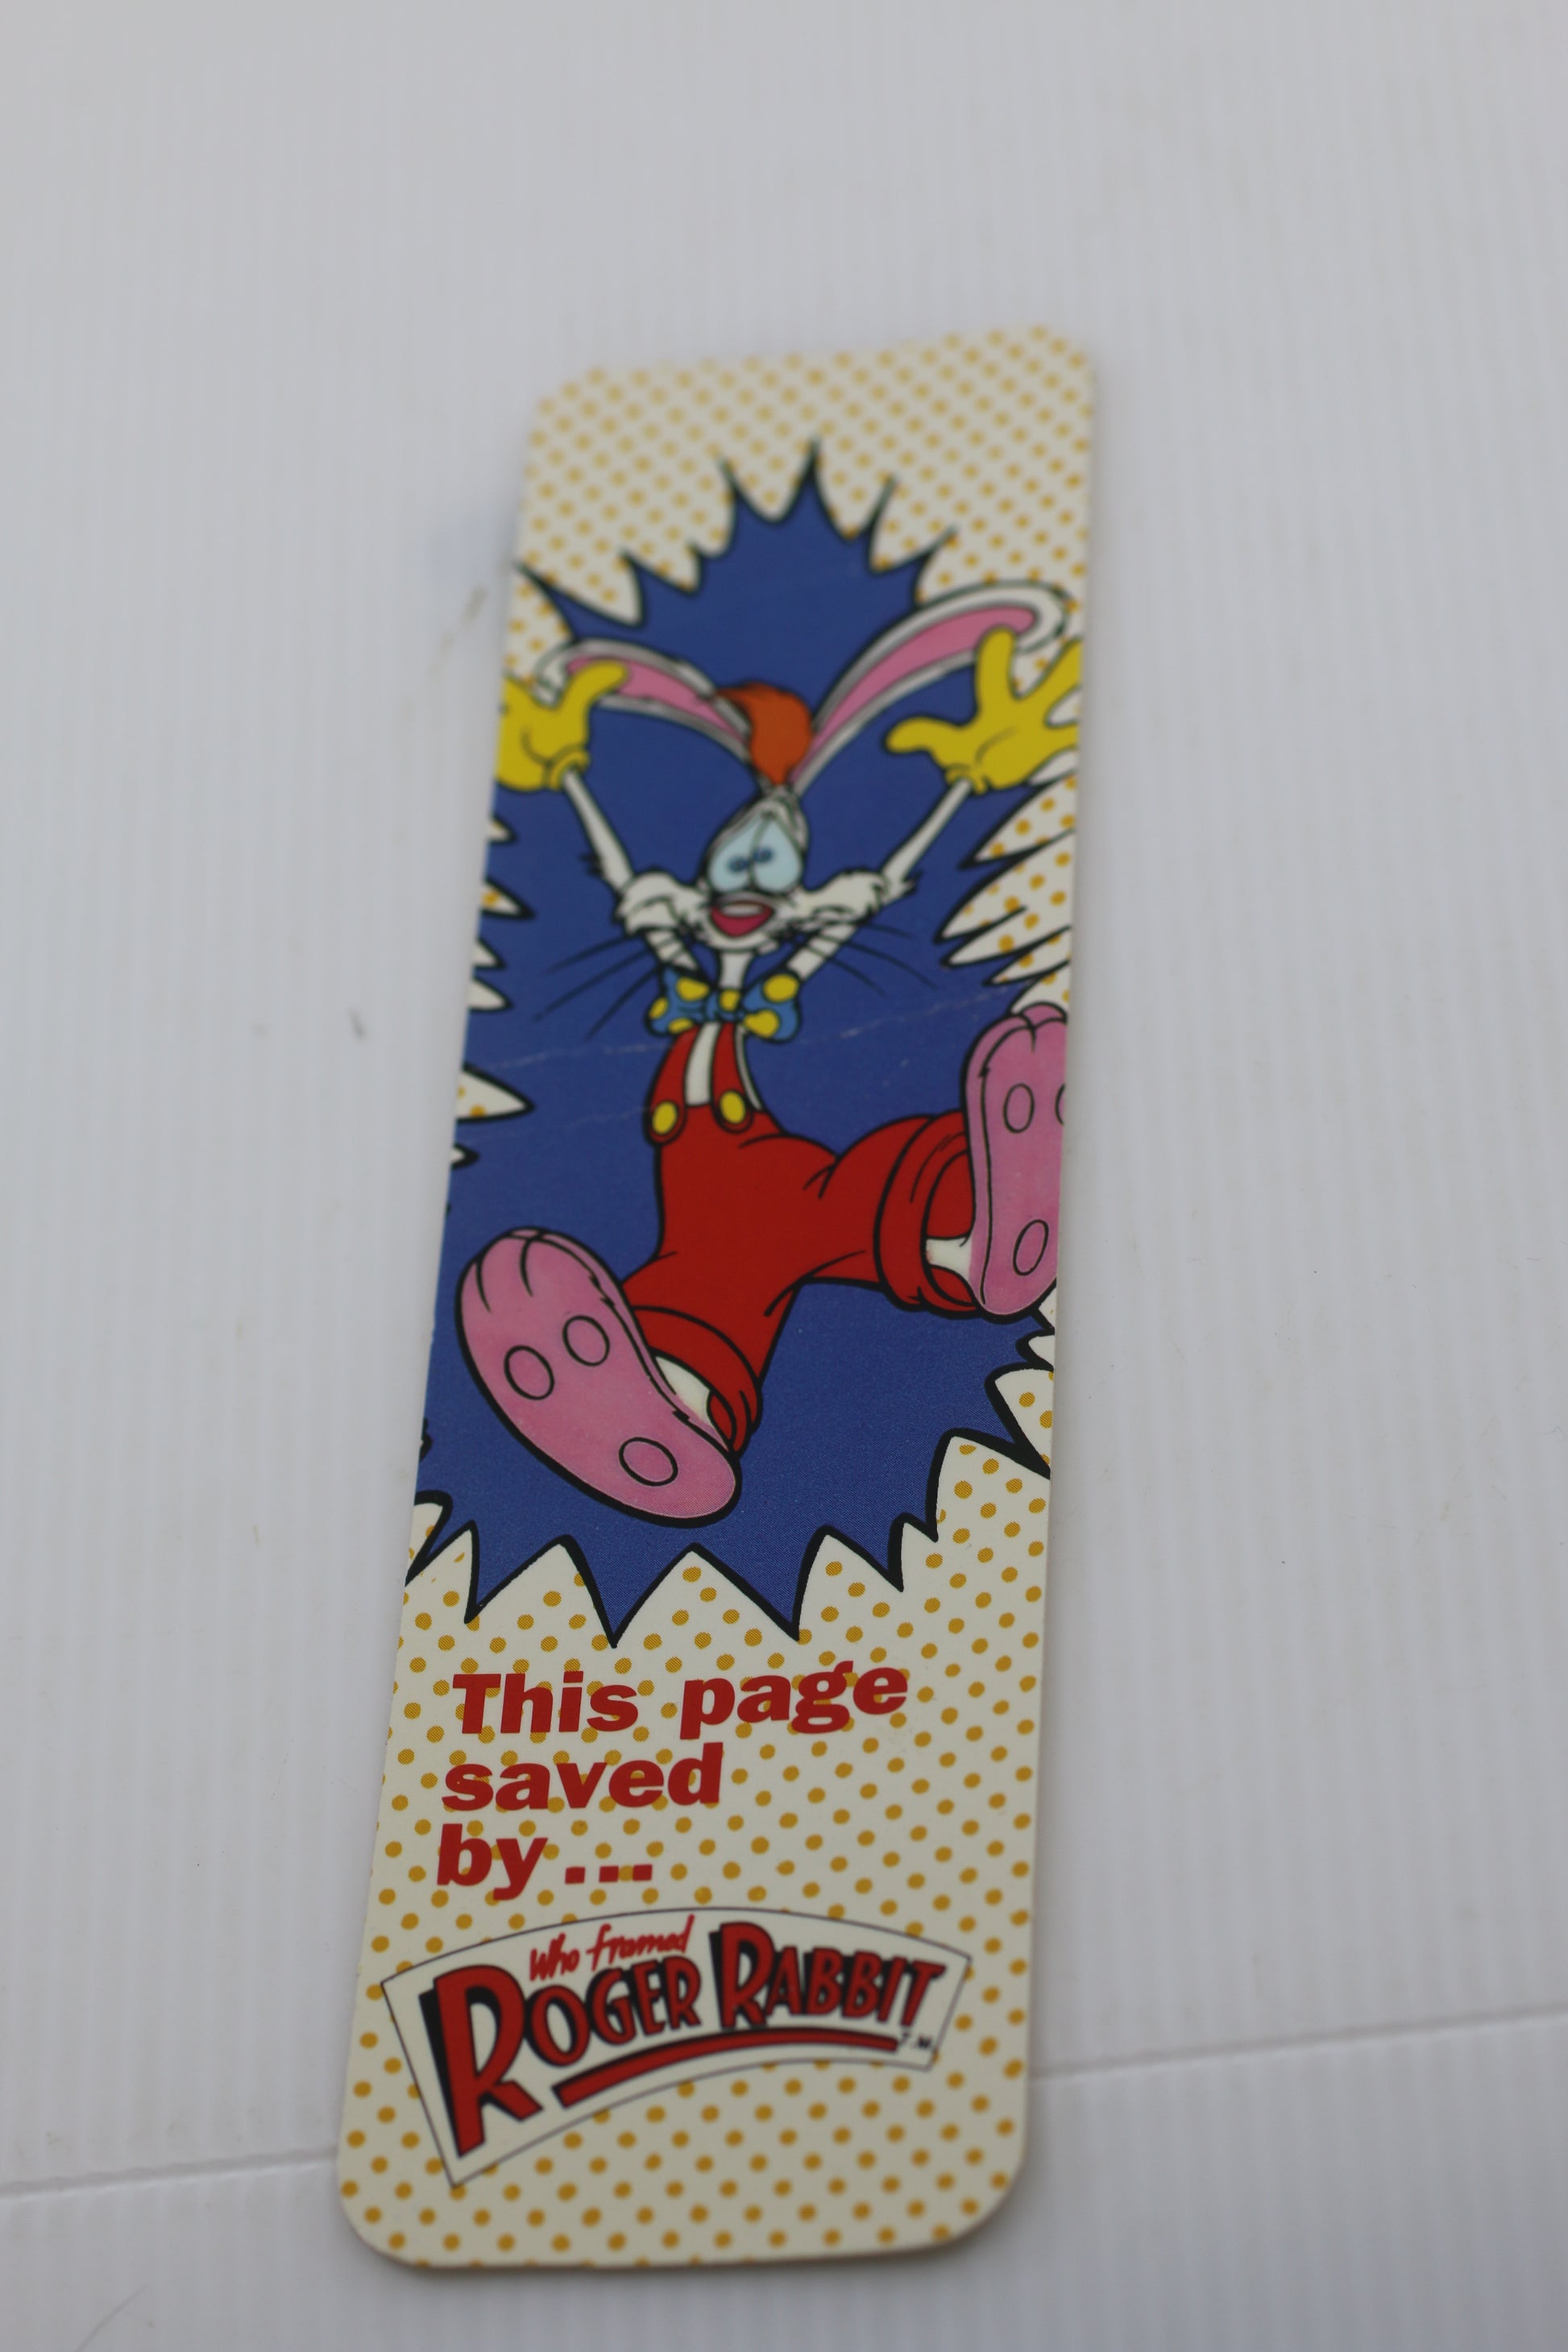 This page
saved
by...
Who framed
ROGER RABBIT
T.M.